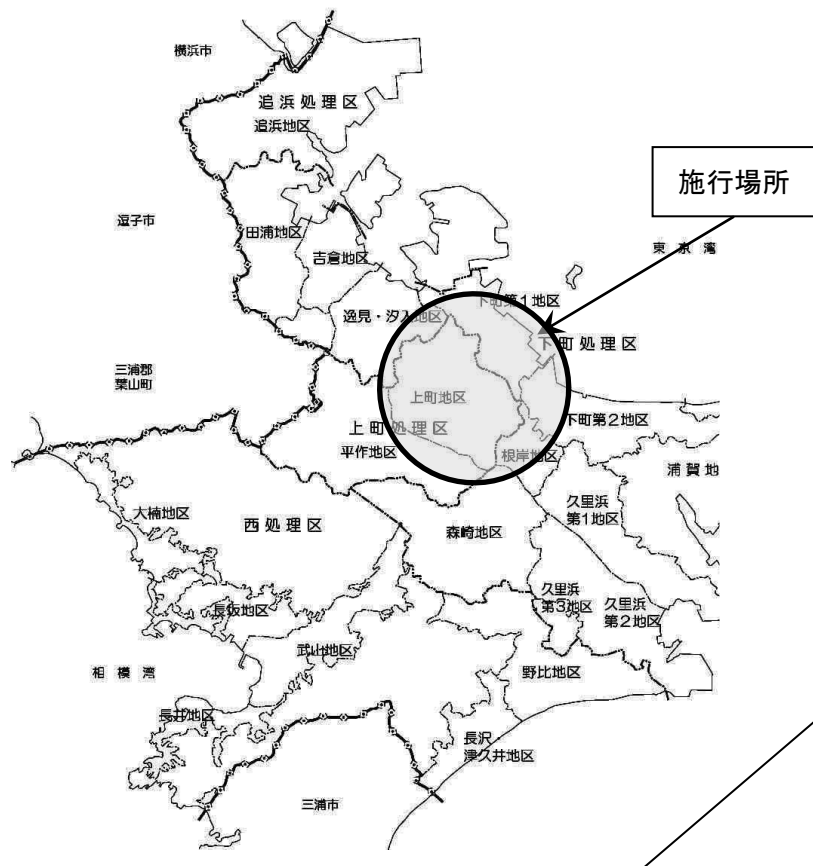 横浜市
追浜処理区
追浜地区
施行場所
逗子市
田浦地区
東京湾
吉倉地区
下町第1地区
逸見・汐入地区
下町処理区
三浦郡
葉山町
上町地区
下町第2地区
上町処理区
平作地区
根岸地区
浦賀地
大楠地区
久里浜
第1地区
西処理区
森崎地区
久里浜
第3地区
久里浜
第2地区
長坂地区
武山地区
相模湾
野比地区
長井地区
長沢・
津久井地区
三浦市